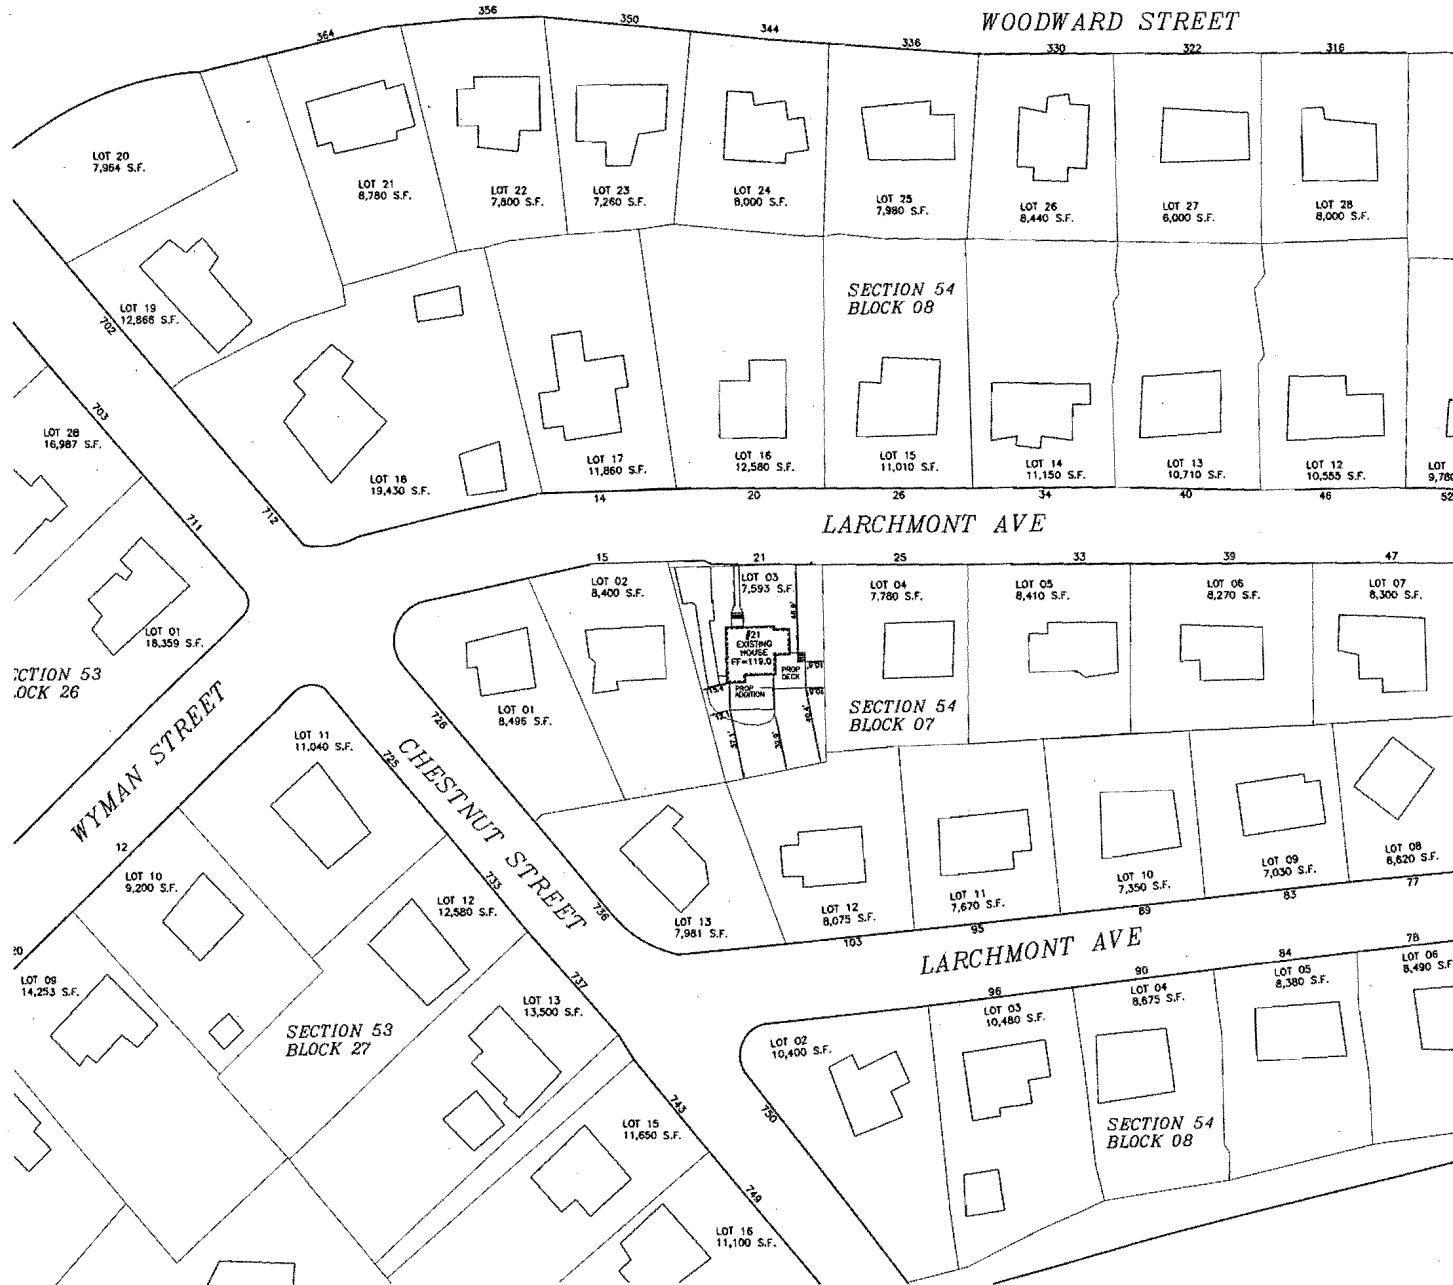 WOODWARD STREET
364
356
350
344
336
330
322
316
LOT 20
7,964 S.F.
LOT 21
8,780 S.F.
LOT 22
7,800 S.F.
LOT 23
7,260 S.F.
LOT 24
8,000 S.F.
LOT 25
7,980 S.F.
LOT 26
8,440 S.F.
LOT 27
6,000 S.F.
LOT 28
8,000 S.F.
LOT 19
12,866 S.F.
702
SECTION 54
BLOCK 08
703
LOT 28
16,987 S.F.
LOT 18
19,430 S.F.
LOT 17
11,860 S.F.
LOT 16
12,580 S.F.
LOT 15
11,010 S.F.
LOT 14
11,150 S.F.
LOT 13
10,710 S.F.
LOT 12
10,555 S.F.
LOT
9,780
711
712
14
20
26
34
40
46
52
LARCHMONT AVE
15
21
25
33
39
47
LOT 02
8,400 S.F.
LOT 03
7,593 S.F.
LOT 04
7,780 S.F.
LOT 05
8,410 S.F.
LOT 06
8,270 S.F.
LOT 07
8,300 S.F.
LOT 01
18,359 S.F.
#21
EXISTING
HOUSE
FF=119.0
PROP
DECK
PROP
ADDITION
CTION 53
OCK 26
LOT 01
8,495 S.F.
SECTION 54
BLOCK 07
728
WYMAN STREET
LOT 11
11,040 S.F.
725
CHESTNUT STREET
12
LOT 10
9,200 S.F.
733
LOT 12
12,580 S.F.
736
LOT 13
7,981 S.F.
LOT 12
8,075 S.F.
LOT 11
7,670 S.F.
LOT 10
7,350 S.F.
LOT 09
7,030 S.F.
LOT 08
8,620 S.F.
103
95
89
83
77
LARCHMONT AVE
20
LOT 09
14,253 S.F.
737
LOT 13
13,500 S.F.
SECTION 53
BLOCK 27
96
90
84
78
LOT 02
10,400 S.F.
LOT 03
10,480 S.F.
LOT 04
8,675 S.F.
LOT 05
8,380 S.F.
LOT 06
8,490 S.F
743
750
LOT 15
11,650 S.F.
SECTION 54
BLOCK 08
749
LOT 16
11,100 S.F.